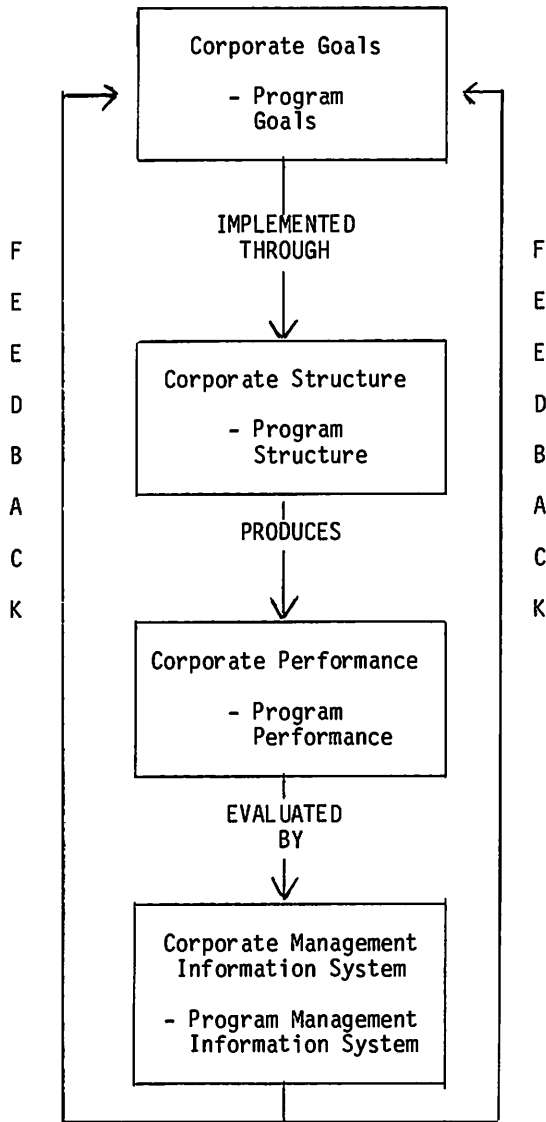 Corporate Goals
- Program
Goals
IMPLEMENTED
THROUGH
F
E
E
D
B
A
C
K
F
E
E
D
B
A
C
K
Corporate Structure
- Program
Structure
PRODUCES
Corporate Performance
- Program
Performance
EVALUATED
BY
Corporate Management
Information System
- Program Management
Information System